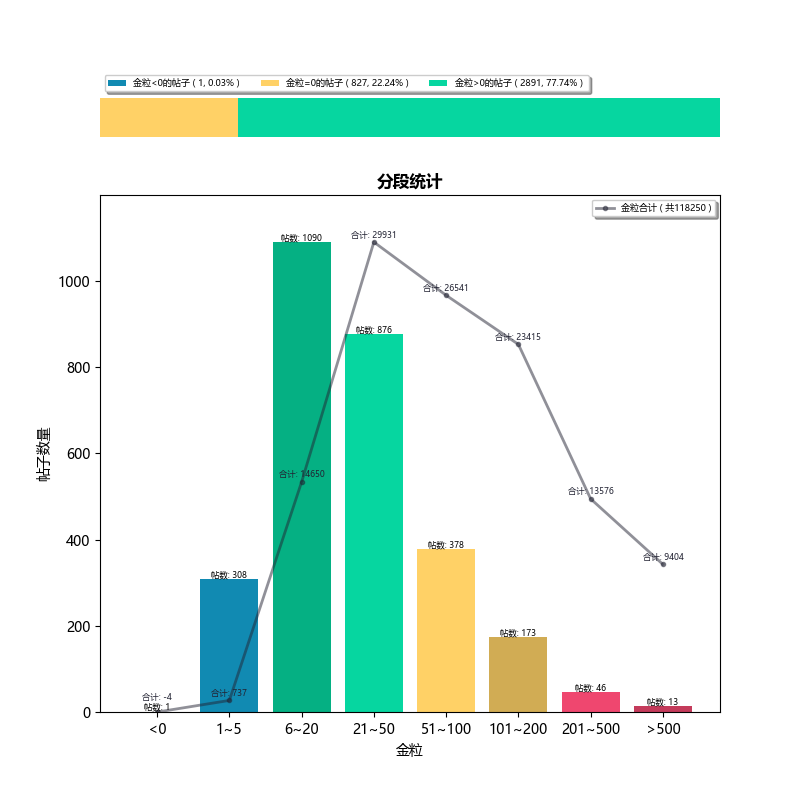 金粒<0的帖子 ( 1, 0.03% ) 金粒=0的帖子 ( 827, 22.24% ) 金粒>0的帖子 ( 2891, 77.74% )
分段统计
金粒合计 ( 共118250 )
帖数: 1090
合计: 29931
合计: 26541
合计: 23415
帖数: 876
合计: 14650
合计: 13576
帖数: 378
合计: 9404
帖数: 308
帖数: 173
合计: -4
合计: 737
帖数: 46
帖数: 1
帖数: 13
1000
800
600
400
200
0
帖子数量
<0 1~5 6~20 21~50 51~100 101~200 201~500 >500
金粒